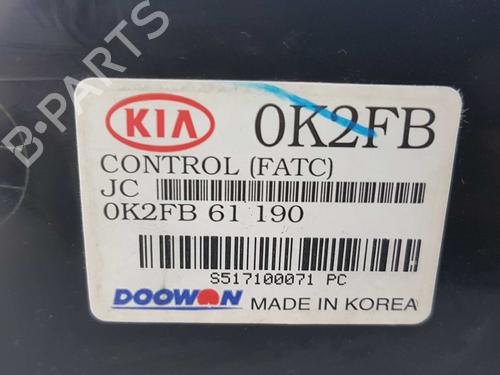 B-PARTS
KIA 0K2FB
CONTROL (FATC)
JC
0K2FB 61 190
S517100071 PC
DOOWON MADE IN KOREA